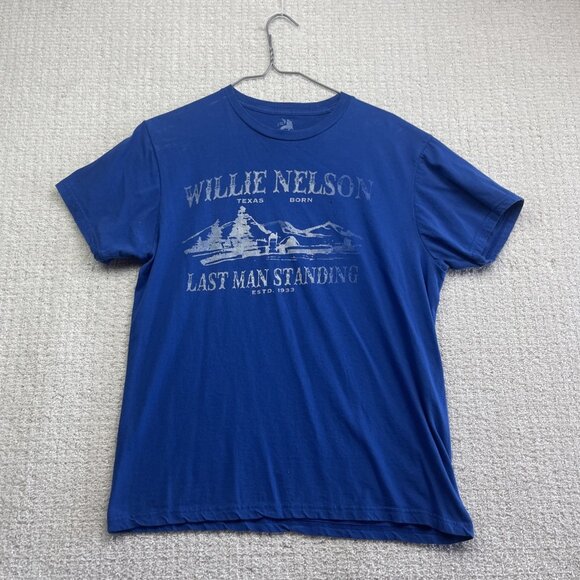 WILLIE NELSON
TEXAS BORN
LAST MAN STANDING
ESTD. 1933